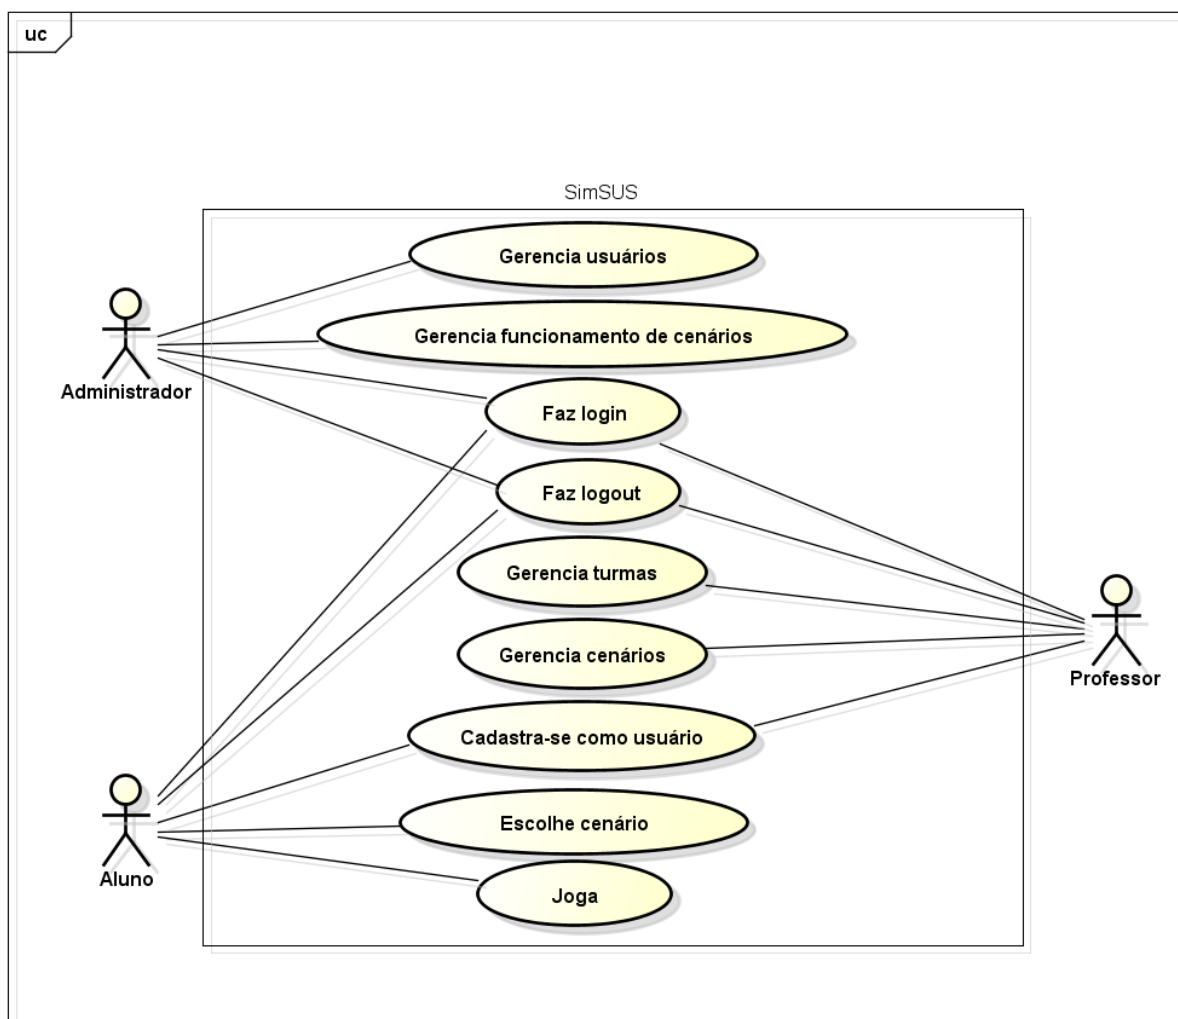 uc
SimSUS
Gerencia usuários
Gerencia funcionamento de cenários
Administrador
Faz login
Faz logout
Gerencia turmas
Gerencia cenários
Professor
Cadastra-se como usuário
Escolhe cenário
Aluno
Joga